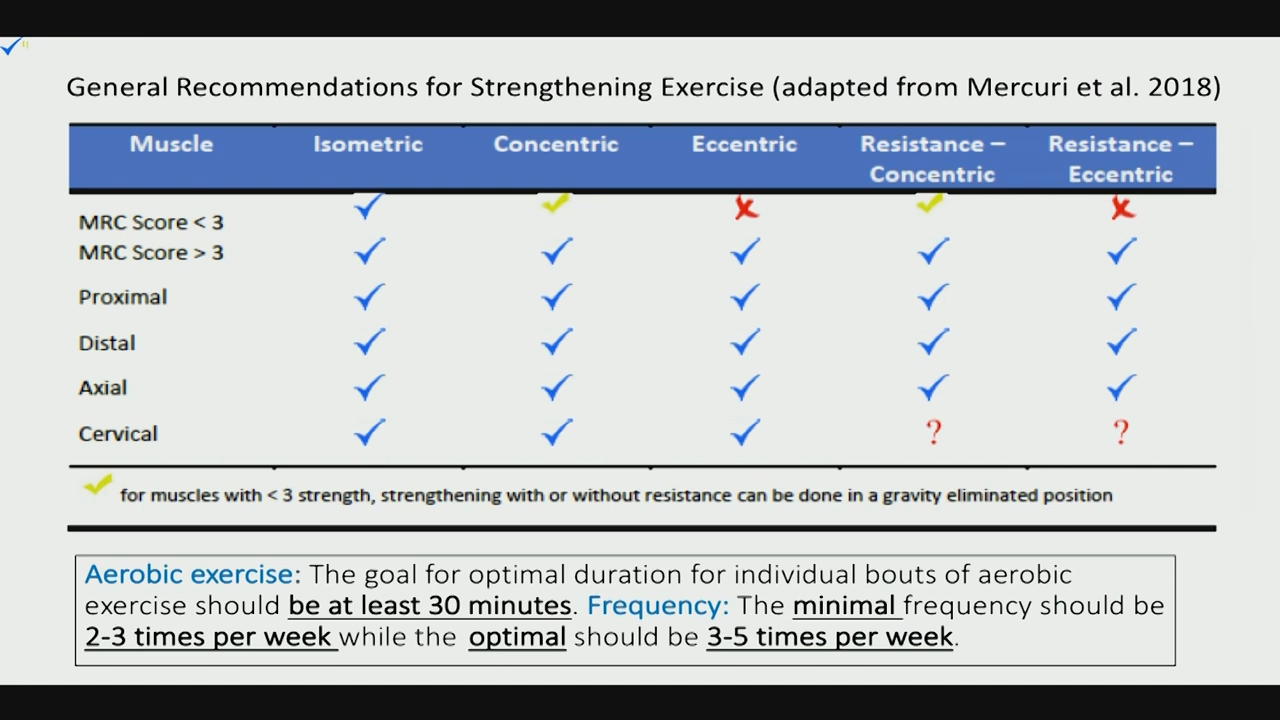 General Recommendations for Strengthening Exercise (adapted from Mercuri et al. 2018)
Muscle Isometric Concentric Eccentric Resistance – Concentric Resistance – Eccentric
MRC Score < 3 ✓ ✓ ✗ ✓ ✗
MRC Score > 3 ✓ ✓ ✓ ✓ ✓
Proximal ✓ ✓ ✓ ✓ ✓
Distal ✓ ✓ ✓ ✓ ✓
Axial ✓ ✓ ✓ ✓ ✓
Cervical ✓ ✓ ✓ ? ?
✓ for muscles with < 3 strength, strengthening with or without resistance can be done in a gravity eliminated position
Aerobic exercise: The goal for optimal duration for individual bouts of aerobic
exercise should be at least 30 minutes. Frequency: The minimal frequency should be
2-3 times per week while the optimal should be 3-5 times per week.